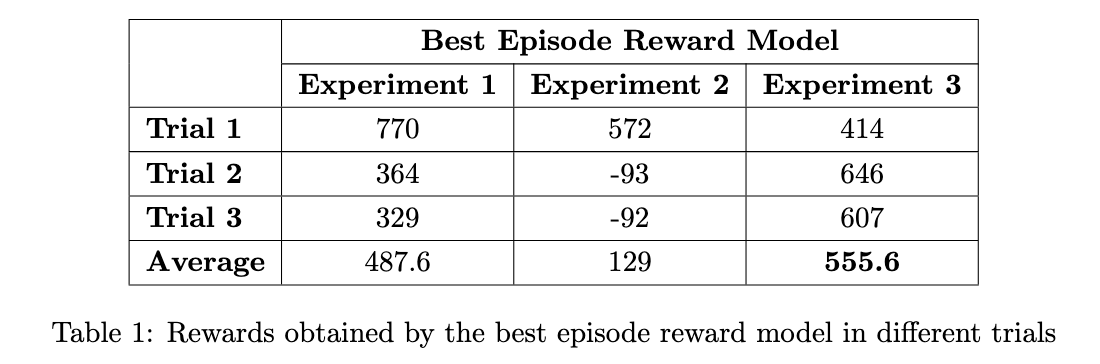 Best Episode Reward Model
Experiment 1 Experiment 2 Experiment 3
Trial 1 770 572 414
Trial 2 364 -93 646
Trial 3 329 -92 607
Average 487.6 129 555.6
Table 1: Rewards obtained by the best episode reward model in different trials